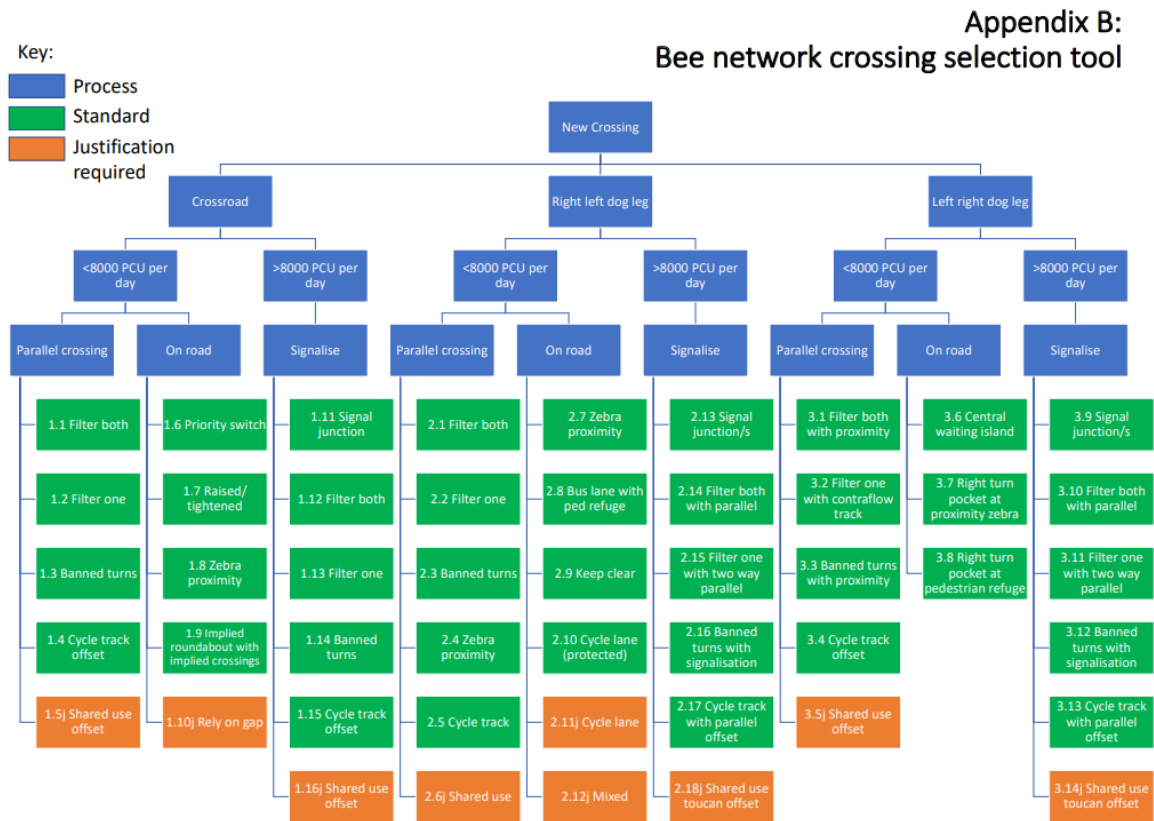 Appendix B:
Bee network crossing selection tool
Key:
Process
Standard
Justification
required
New Crossing
Crossroad
Right left dog leg
Left right dog leg
<8000 PCU per
day
>8000 PCU per
day
<8000 PCU per
day
>8000 PCU per
day
<8000 PCU per
day
>8000 PCU per
day
Parallel crossing
On road
Signalise
Parallel crossing
On road
Signalise
Parallel crossing
On road
Signalise
1.1 Filter both
1.6 Priority switch
1.11 Signal
junction
2.1 Filter both
2.7 Zebra
proximity
2.13 Signal
junction/s
3.1 Filter both
with proximity
3.6 Central
waiting island
3.9 Signal
junction/s
1.2 Filter one
1.7 Raised/
tightened
1.12 Filter both
2.2 Filter one
2.8 Bus lane with
ped refuge
2.14 Filter both
with parallel
3.2 Filter one
with contraflow
track
3.7 Right turn
pocket at
proximity zebra
3.10 Filter both
with parallel
1.3 Banned turns
1.8 Zebra
proximity
1.13 Filter one
2.3 Banned turns
2.9 Keep clear
2.15 Filter one
with two way
parallel
3.3 Banned turns
with proximity
3.8 Right turn
pocket at
pedestrian refuge
3.11 Filter one
with two way
parallel
1.4 Cycle track
offset
1.9 Implied
roundabout with
implied crossings
1.14 Banned
turns
2.4 Zebra
proximity
2.10 Cycle lane
(protected)
2.16 Banned
turns with
signalisation
3.4 Cycle track
offset
3.12 Banned
turns with
signalisation
1.5j Shared use
offset
1.10j Rely on gap
1.15 Cycle track
offset
2.5 Cycle track
2.11j Cycle lane
2.17 Cycle track
with parallel
offset
3.5j Shared use
offset
3.13 Cycle track
with parallel
offset
1.16j Shared use
offset
2.6j Shared use
2.12j Mixed
2.18j Shared use
toucan offset
3.14j Shared use
toucan offset